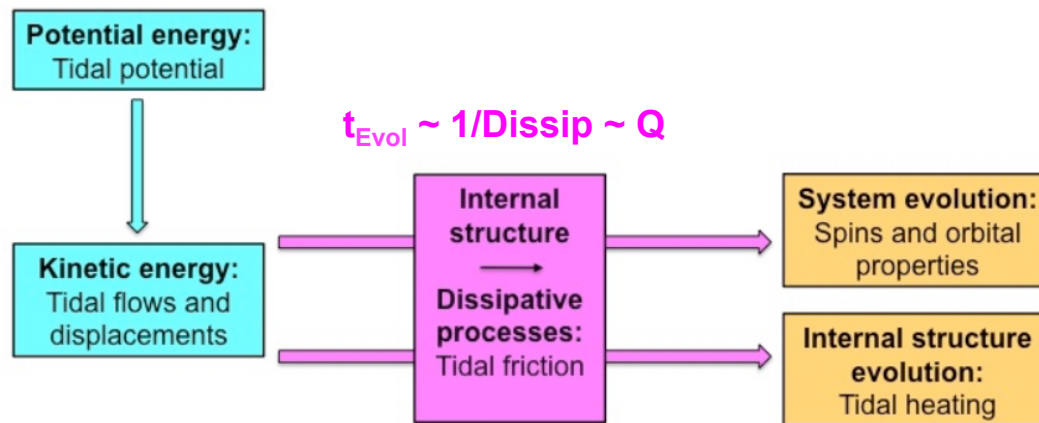 Potential energy:
Tidal potential
t_Evol ~ 1/Dissip ~ Q
Kinetic energy:
Tidal flows and
displacements
Internal
structure
Dissipative
processes:
Tidal friction
System evolution:
Spins and orbital
properties
Internal structure
evolution:
Tidal heating